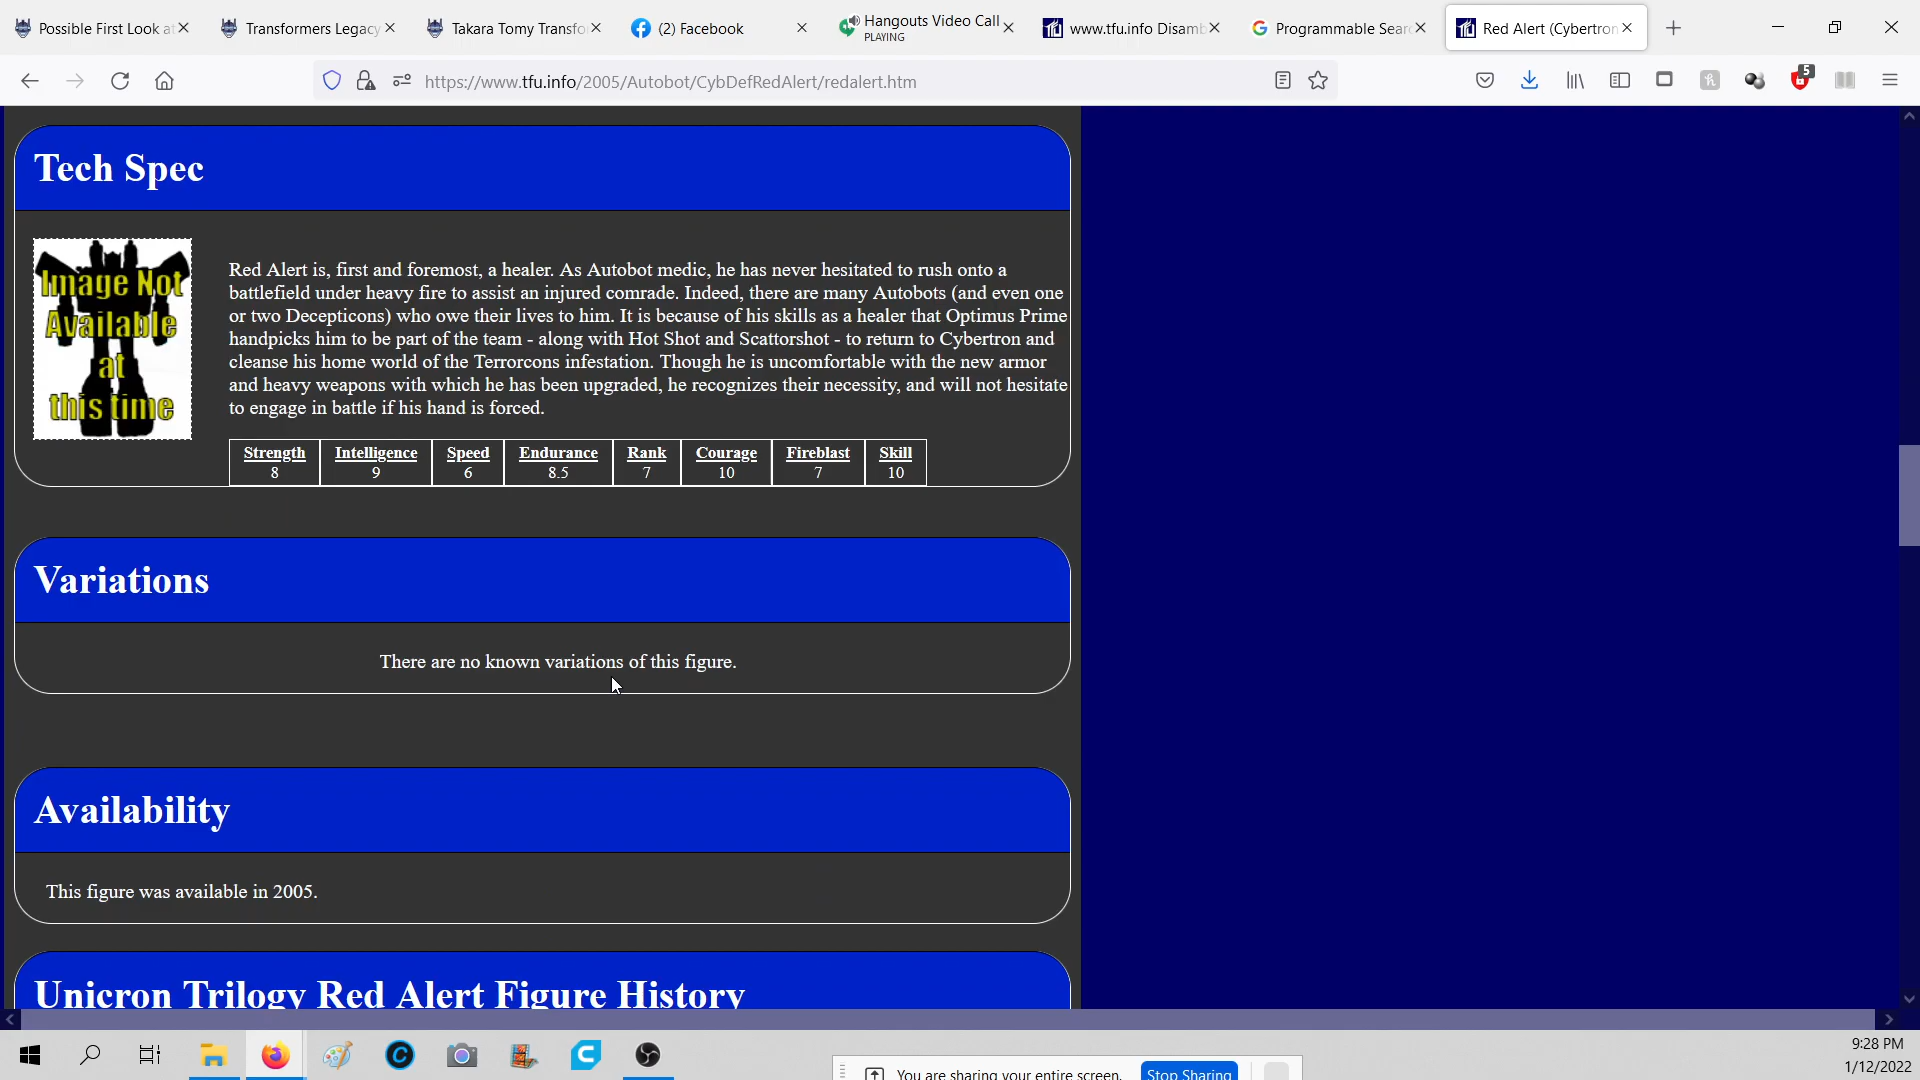 Possible First Look at
Transformers Legacy
Takara Tomy Transfo
(2) Facebook
Hangouts Video Call
PLAYING
www.tfu.info Disamb
Programmable Searc
Red Alert (Cybertron
https://www.tfu.info/2005/Autobot/CybDefRedAlert/redalert.htm
5
Tech Spec
Image Not
Available
at
this time
Red Alert is, first and foremost, a healer. As Autobot medic, he has never hesitated to rush onto a
battlefield under heavy fire to assist an injured comrade. Indeed, there are many Autobots (and even one
or two Decepticons) who owe their lives to him. It is because of his skills as a healer that Optimus Prime
handpicks him to be part of the team - along with Hot Shot and Scattorshot - to return to Cybertron and
cleanse his home world of the Terrorcons infestation. Though he is uncomfortable with the new armor
and heavy weapons with which he has been upgraded, he recognizes their necessity, and will not hesitate
to engage in battle if his hand is forced.
Strength Intelligence Speed Endurance Rank Courage Fireblast Skill
8 9 6 8.5 7 10 7 10
Variations
There are no known variations of this figure.
Availability
This figure was available in 2005.
Unicron Trilogy Red Alert Figure History
You are sharing your entire screen.
Stop Sharing
9:28 PM
1/12/2022